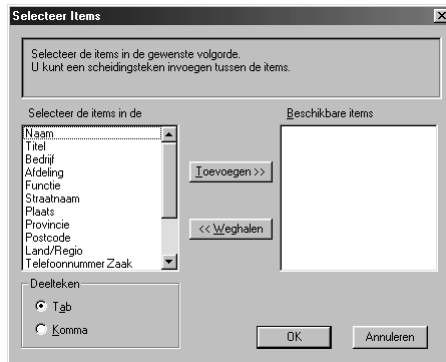 Selecteer Items
Selecteer de items in de gewenste volgorde.
U kunt een scheidingsteken invoegen tussen de items.
Selecteer de items in de
Beschikbare items
Naam
Titel
Bedrijf
Afdeling
Functie
Straatnaam
Plaats
Provincie
Postcode
Land/Regio
Telefoonnummer Zaak
Toevoegen >>
<< Weghalen
Deelteken
Tab
Komma
OK
Annuleren